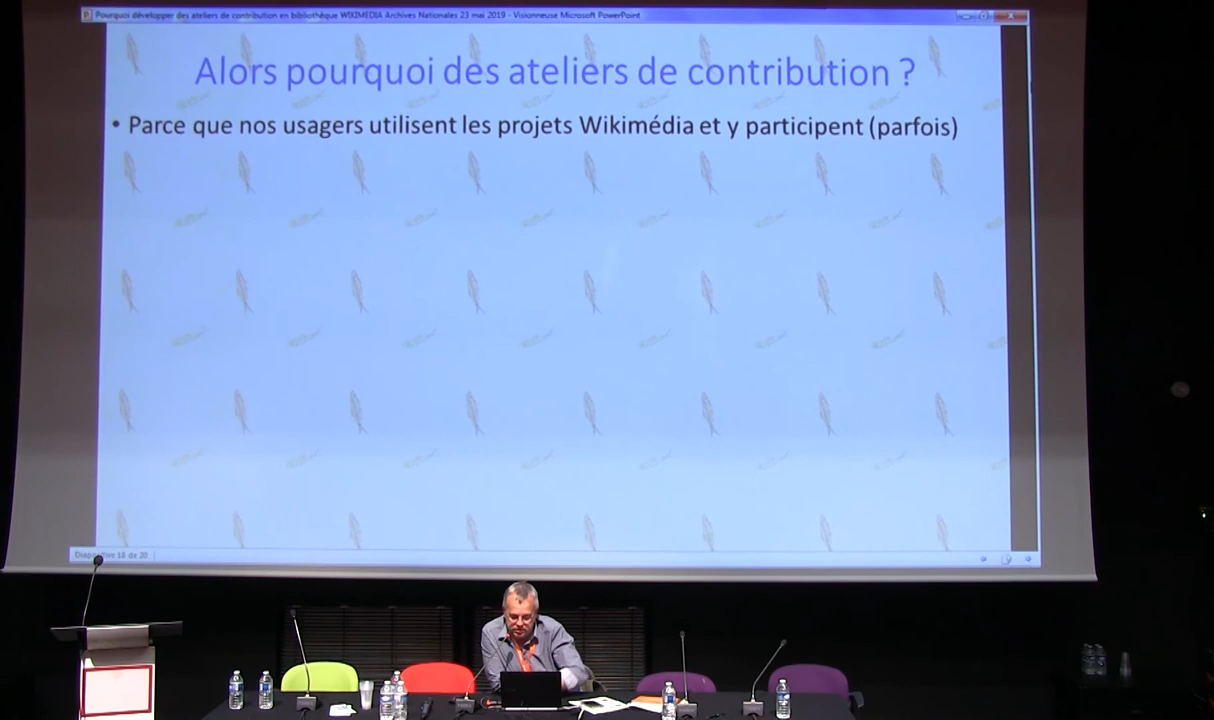 Pourquoi développer des ateliers de contribution en bibliothèque WIKIMEDIA Archives Nationales 23 mai 2019 - Visionneuse Microsoft PowerPoint
Alors pourquoi des ateliers de contribution ?
• Parce que nos usagers utilisent les projets Wikimédia et y participent (parfois)
Diapositive 18 de 20